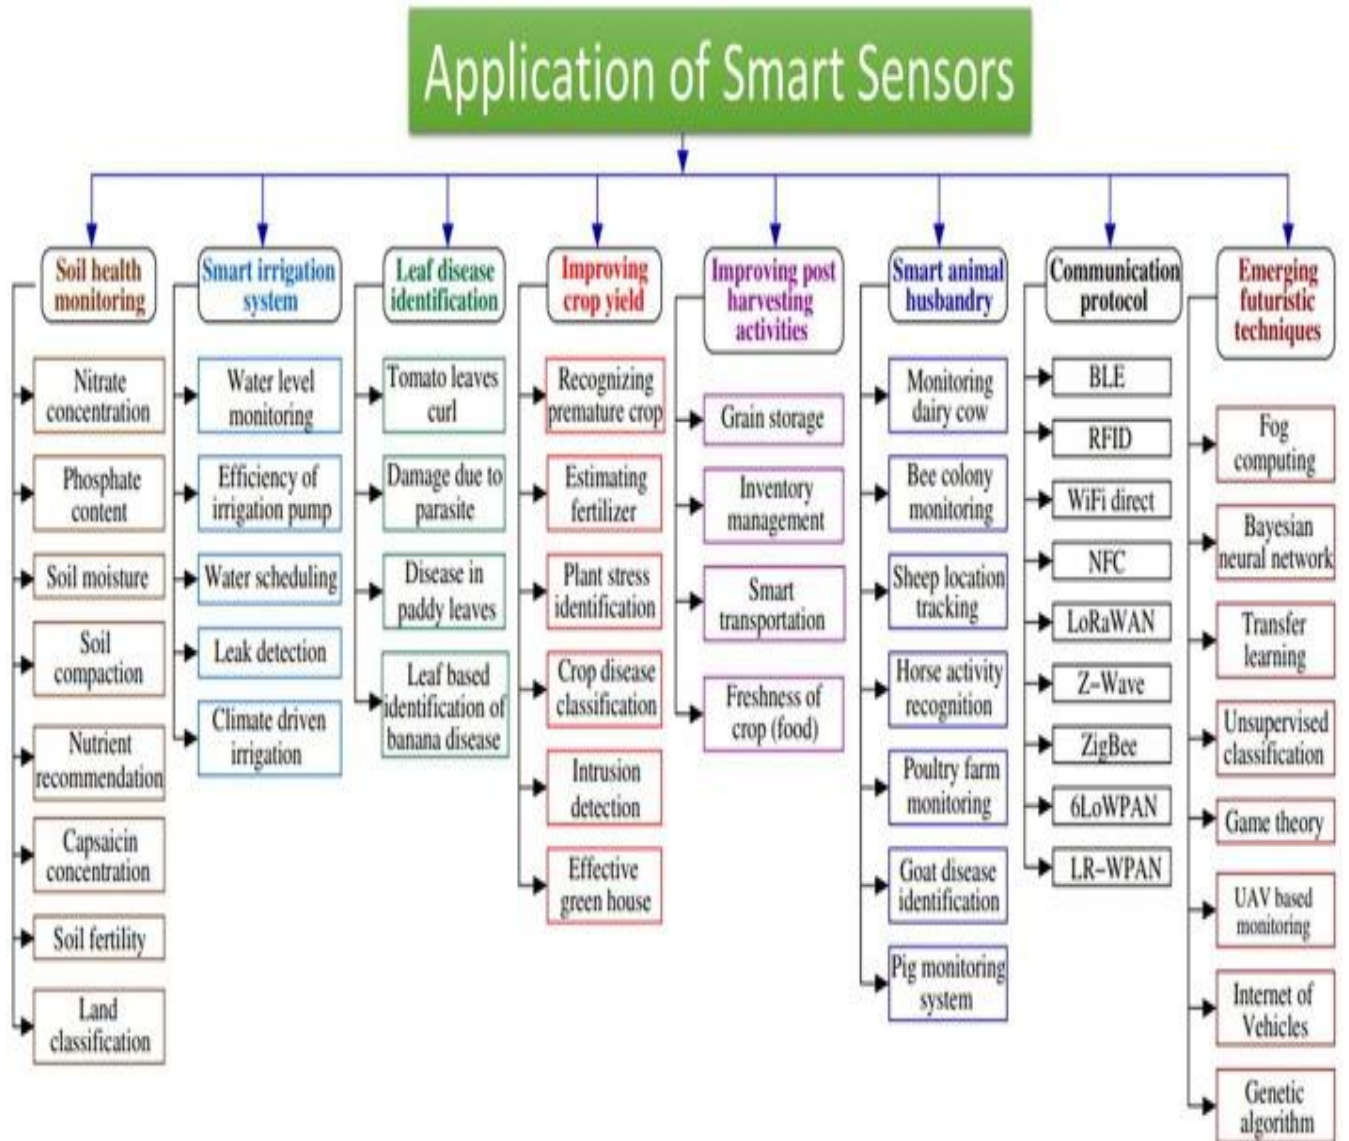 Application of Smart Sensors
Soil health
monitoring
Nitrate
concentration
Phosphate
content
Soil moisture
Soil
compaction
Nutrient
recommendation
Capsaicin
concentration
Soil fertility
Land
classification
Smart irrigation
system
Water level
monitoring
Efficiency of
irrigation pump
Water scheduling
Leak detection
Climate driven
irrigation
Leaf disease
identification
Tomato leaves
curl
Damage due to
parasite
Disease in
paddy leaves
Leaf based
identification of
banana disease
Improving
crop yield
Recognizing
premature crop
Estimating
fertilizer
Plant stress
identification
Crop disease
classification
Intrusion
detection
Effective
green house
Improving post
harvesting
activities
Grain storage
Inventory
management
Smart
transportation
Freshness of
crop (food)
Smart animal
husbandry
Monitoring
dairy cow
Bee colony
monitoring
Sheep location
tracking
Horse activity
recognition
Poultry farm
monitoring
Goat disease
identification
Pig monitoring
system
Communication
protocol
BLE
RFID
WiFi direct
NFC
LoRaWAN
Z-Wave
ZigBee
6LoWPAN
LR-WPAN
Emerging
futuristic
techniques
Fog
computing
Bayesian
neural network
Transfer
learning
Unsupervised
classification
Game theory
UAV based
monitoring
Internet of
Vehicles
Genetic
algorithm